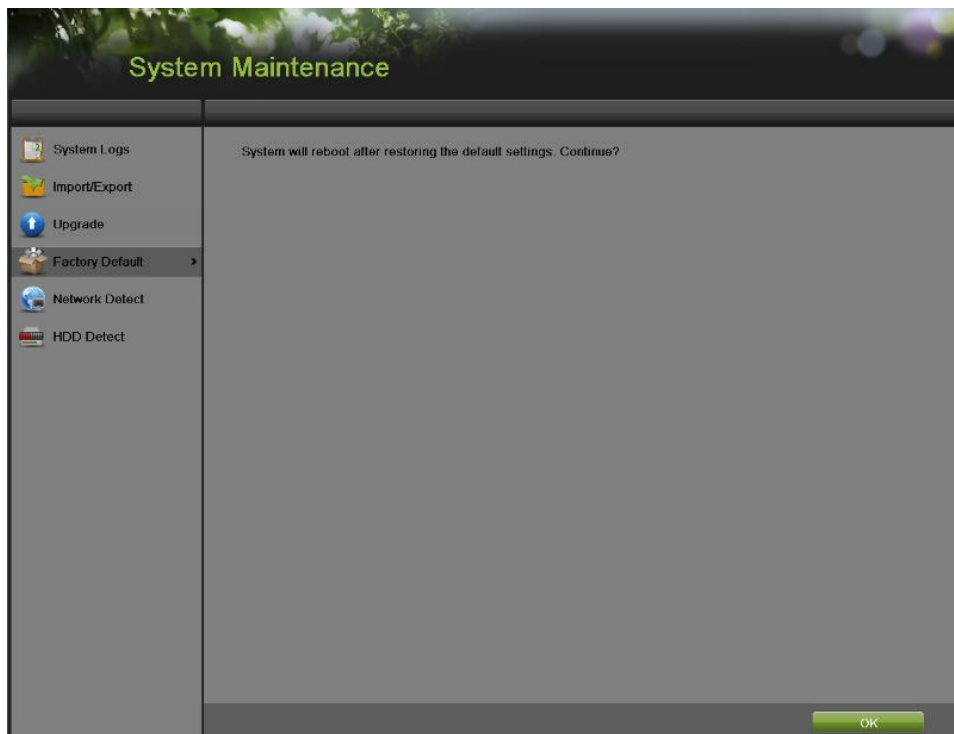 System Maintenance
System Logs
System will reboot after restoring the default settings. Continue?
Import/Export
Upgrade
Factory Default
Network Detect
HDD Detect
OK